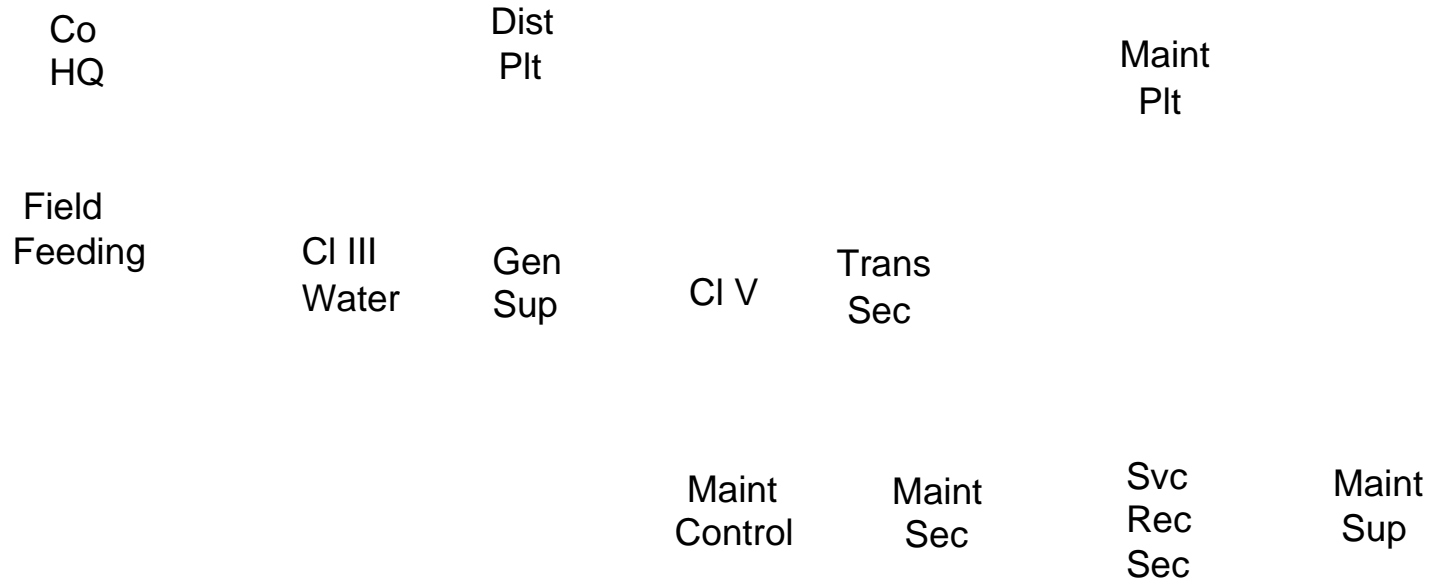 Co
HQ
Dist
Plt
Maint
Plt
Field
Feeding
Cl III
Water
Gen
Sup
Cl V
Trans
Sec
Maint
Control
Maint
Sec
Svc
Rec
Sec
Maint
Sup